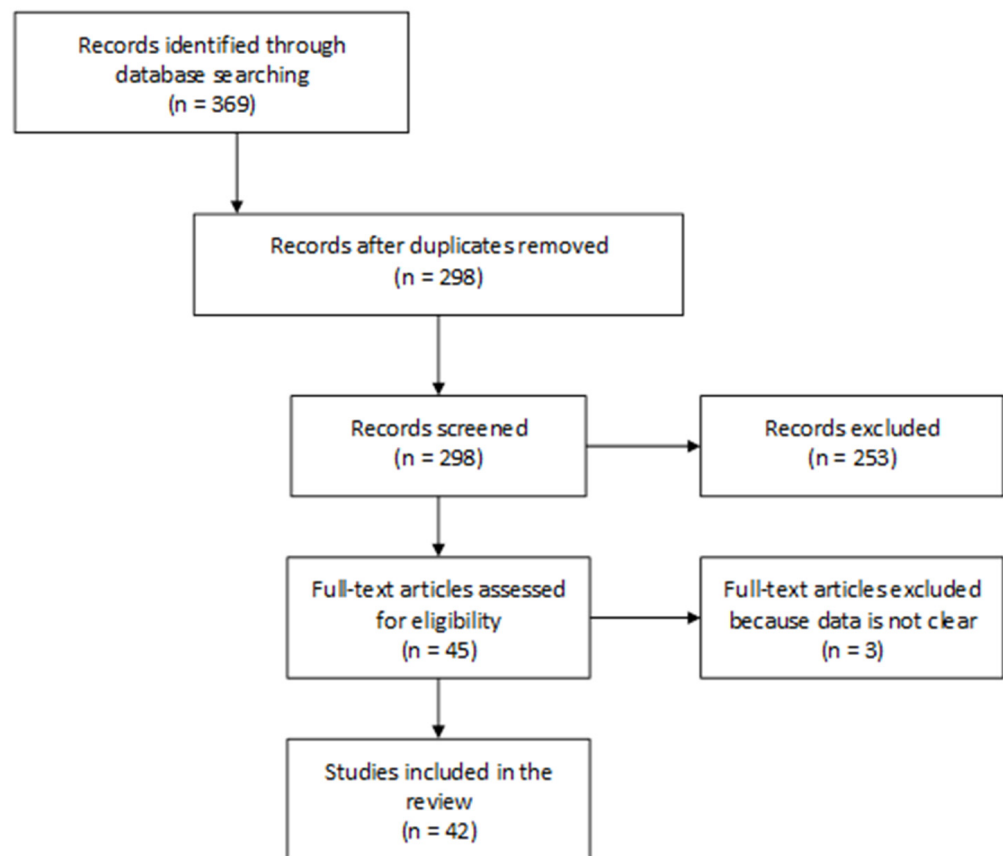 Records identified through
database searching
(n = 369)
Records after duplicates removed
(n = 298)
Records screened
(n = 298)
Records excluded
(n = 253)
Full-text articles assessed
for eligibility
(n = 45)
Full-text articles excluded
because data is not clear
(n = 3)
Studies included in the
review
(n = 42)